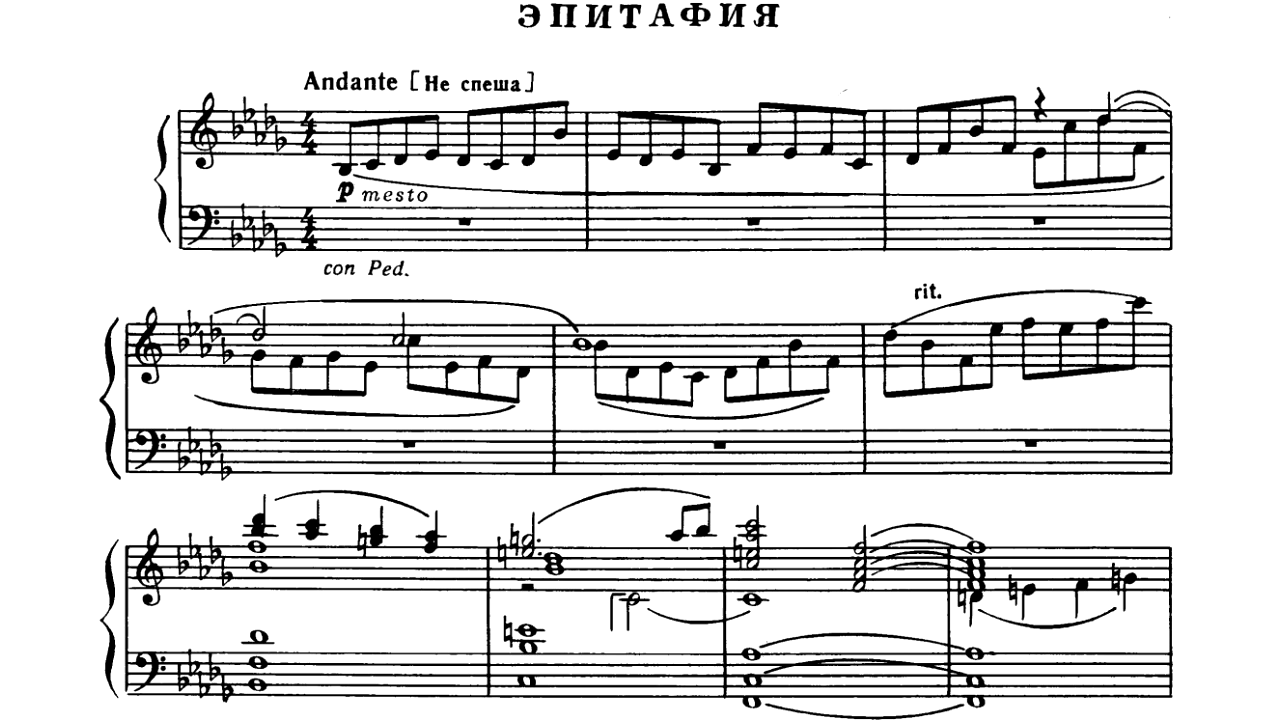 ЭПИТАФИЯ
Andante [Не спеша]
p mesto
con Ped.
rit.